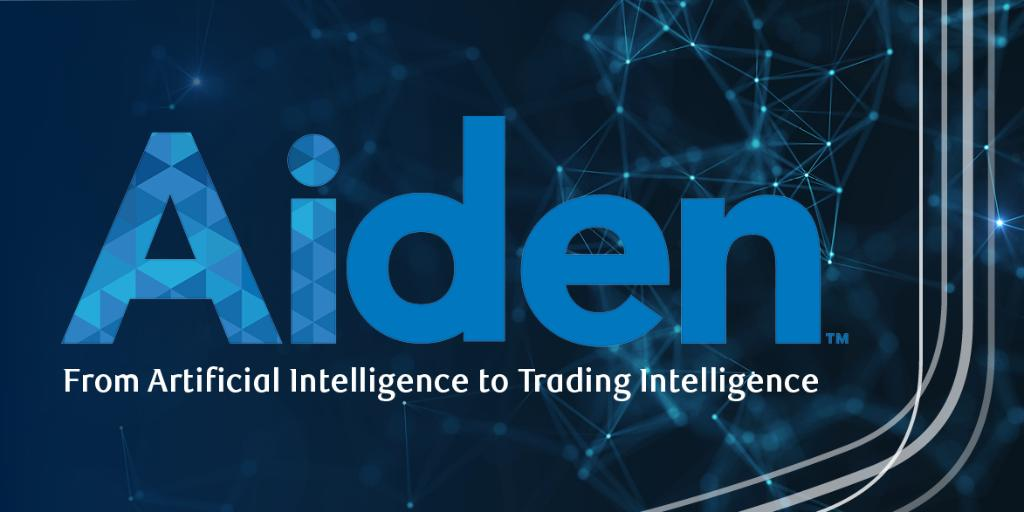 Aiden™
From Artificial Intelligence to Trading Intelligence